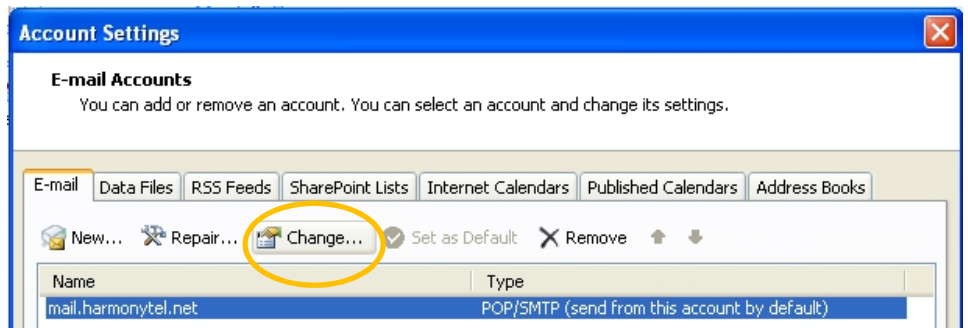 Account Settings
E-mail Accounts
You can add or remove an account. You can select an account and change its settings.
E-mail Data Files RSS Feeds SharePoint Lists Internet Calendars Published Calendars Address Books
New... Repair... Change... Set as Default Remove
Name Type
mail.harmonytel.net POP/SMTP (send from this account by default)